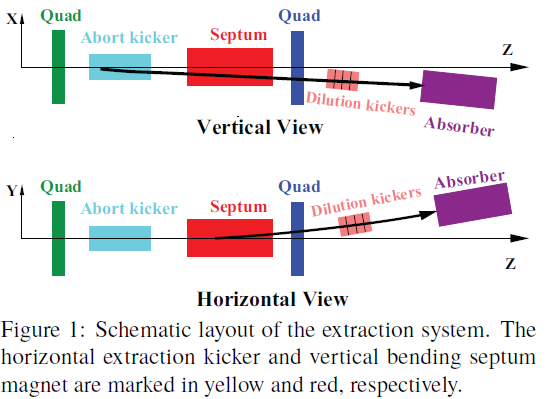 X
Quad
Abort kicker
Septum
Quad
Z
Dilution kickers
Absorber
Vertical View
Y
Quad
Abort kicker
Septum
Quad
Dilution kickers
Absorber
Z
Horizontal View
Figure 1: Schematic layout of the extraction system. The
horizontal extraction kicker and vertical bending septum
magnet are marked in yellow and red, respectively.